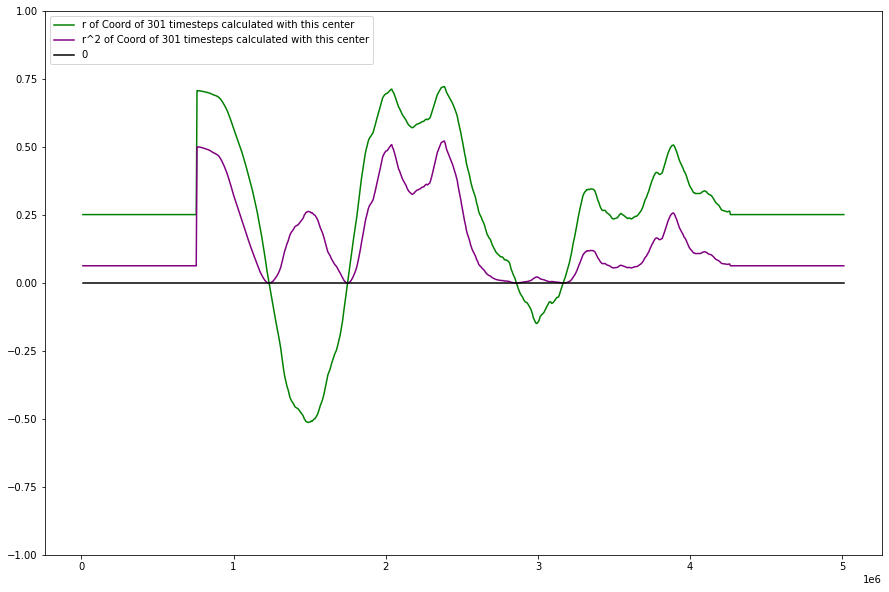 r of Coord of 301 timesteps calculated with this center
r^2 of Coord of 301 timesteps calculated with this center
0
1.00
0.75
0.50
0.25
0.00
−0.25
−0.50
−0.75
−1.00
0 1 2 3 4 5
1e6